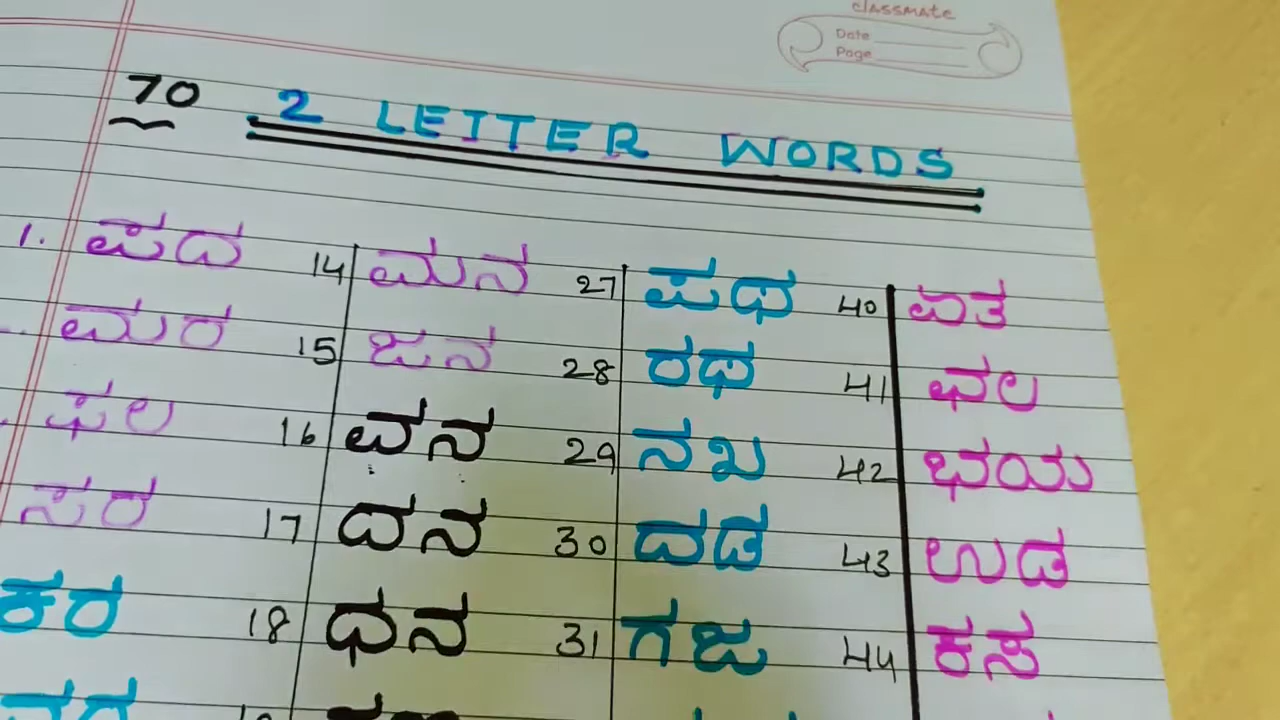 classmate
Date
Page
70 2 LETTER WORDS
1. ಪದ 14 ಮನ 27 ಪಥ 40 ಏತ
ಮರ 15 ಜನ 28 ರಥ 41 ಛಲ
ಫಲ 16 ವನ 29 ನಖ 42 ಭಯ
ಸರ 17 ದನ 30 ದಡ 43 ಉಡ
ಕರ 18 ಧನ 31 ಗಜ 44 ಕಸ